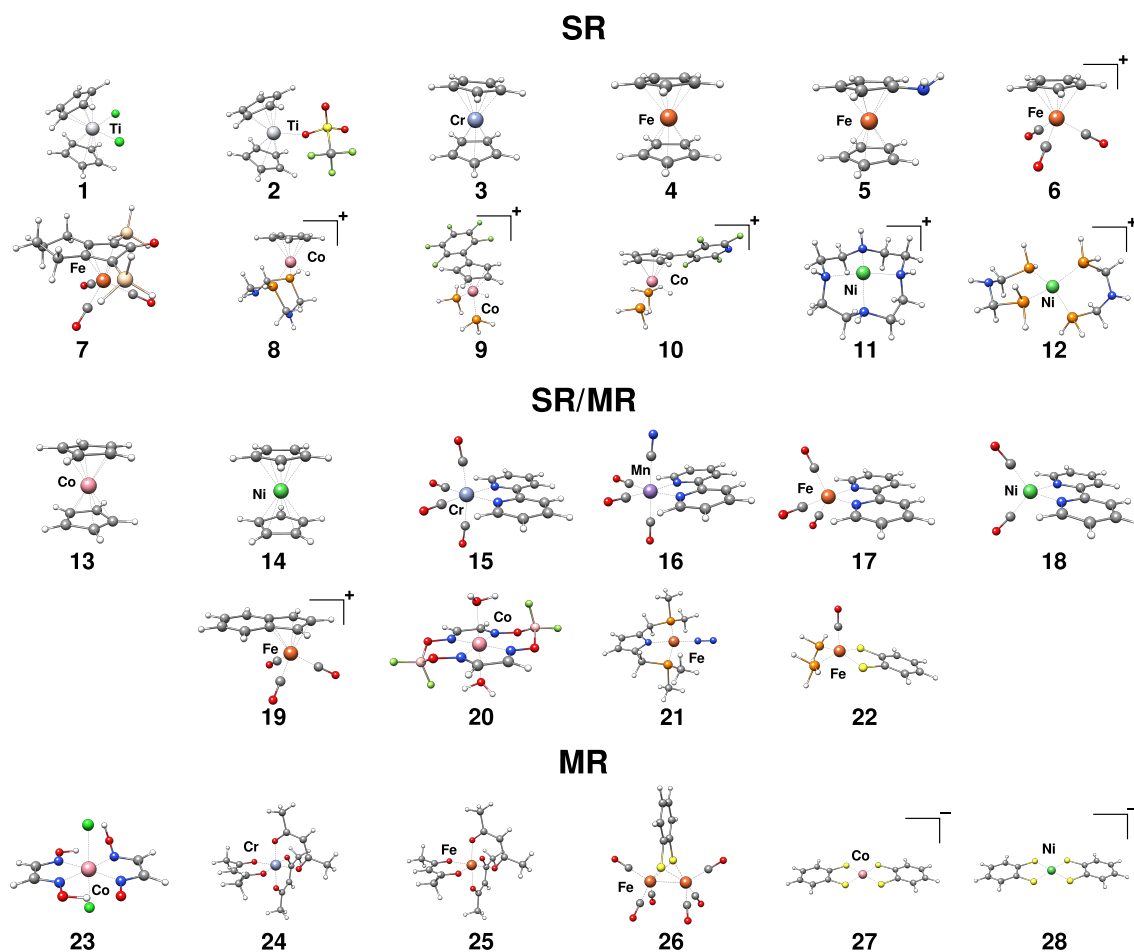 SR
Ti Ti Cr Fe Fe Fe +
1 2 3 4 5 6
Fe Co + Co + Co + Ni + Ni +
7 8 9 10 11 12
SR/MR
Co Ni Cr Mn Fe Ni
13 14 15 16 17 18
Fe + Co Fe Fe
19 20 21 22
MR
Co Cr Fe Fe Co − Ni −
23 24 25 26 27 28